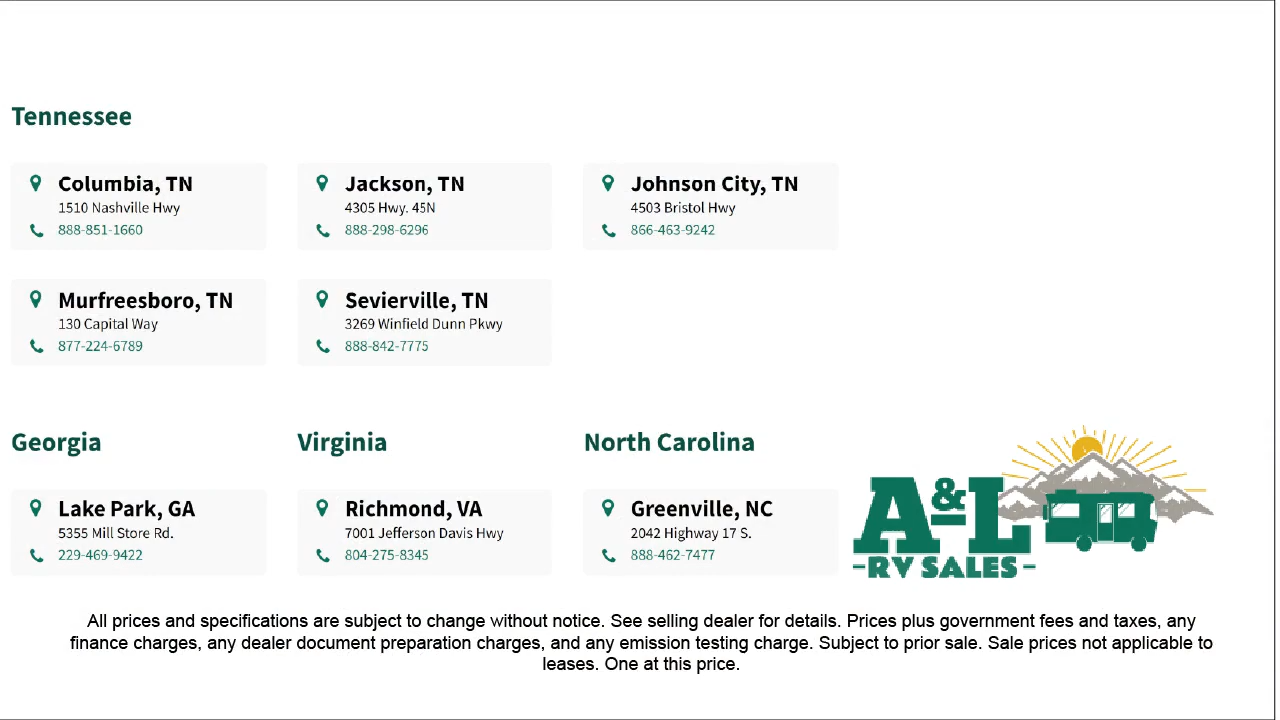 Tennessee
Columbia, TN
1510 Nashville Hwy
888-851-1660
Jackson, TN
4305 Hwy. 45N
888-298-6296
Johnson City, TN
4503 Bristol Hwy
866-463-9242
Murfreesboro, TN
130 Capital Way
877-224-6789
Sevierville, TN
3269 Winfield Dunn Pkwy
888-842-7775
Georgia
Lake Park, GA
5355 Mill Store Rd.
229-469-9422
Virginia
Richmond, VA
7001 Jefferson Davis Hwy
804-275-8345
North Carolina
Greenville, NC
2042 Highway 17 S.
888-462-7477
A&L
-RV SALES-
All prices and specifications are subject to change without notice. See selling dealer for details. Prices plus government fees and taxes, any
finance charges, any dealer document preparation charges, and any emission testing charge. Subject to prior sale. Sale prices not applicable to
leases. One at this price.